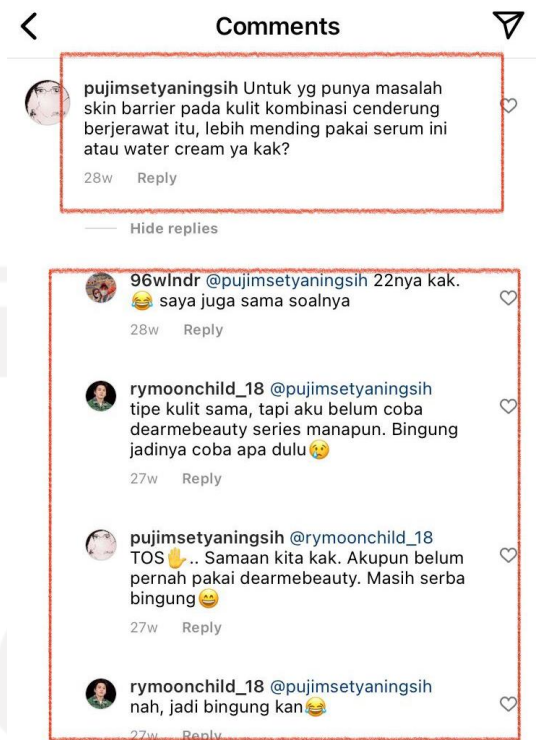 Comments
pujimsetyaningsih Untuk yg punya masalah
skin barrier pada kulit kombinasi cenderung
berjerawat itu, lebih mending pakai serum ini
atau water cream ya kak?
28w Reply
Hide replies
96wlndr @pujimsetyaningsih 22nya kak.
😂 saya juga sama soalnya
28w Reply
rymoonchild_18 @pujimsetyaningsih
tipe kulit sama, tapi aku belum coba
dearmebeauty series manapun. Bingung
jadinya coba apa dulu😢
27w Reply
pujimsetyaningsih @rymoonchild_18
TOS✋.. Samaan kita kak. Akupun belum
pernah pakai dearmebeauty. Masih serba
bingung😄
27w Reply
rymoonchild_18 @pujimsetyaningsih
nah, jadi bingung kan😂
27w Reply